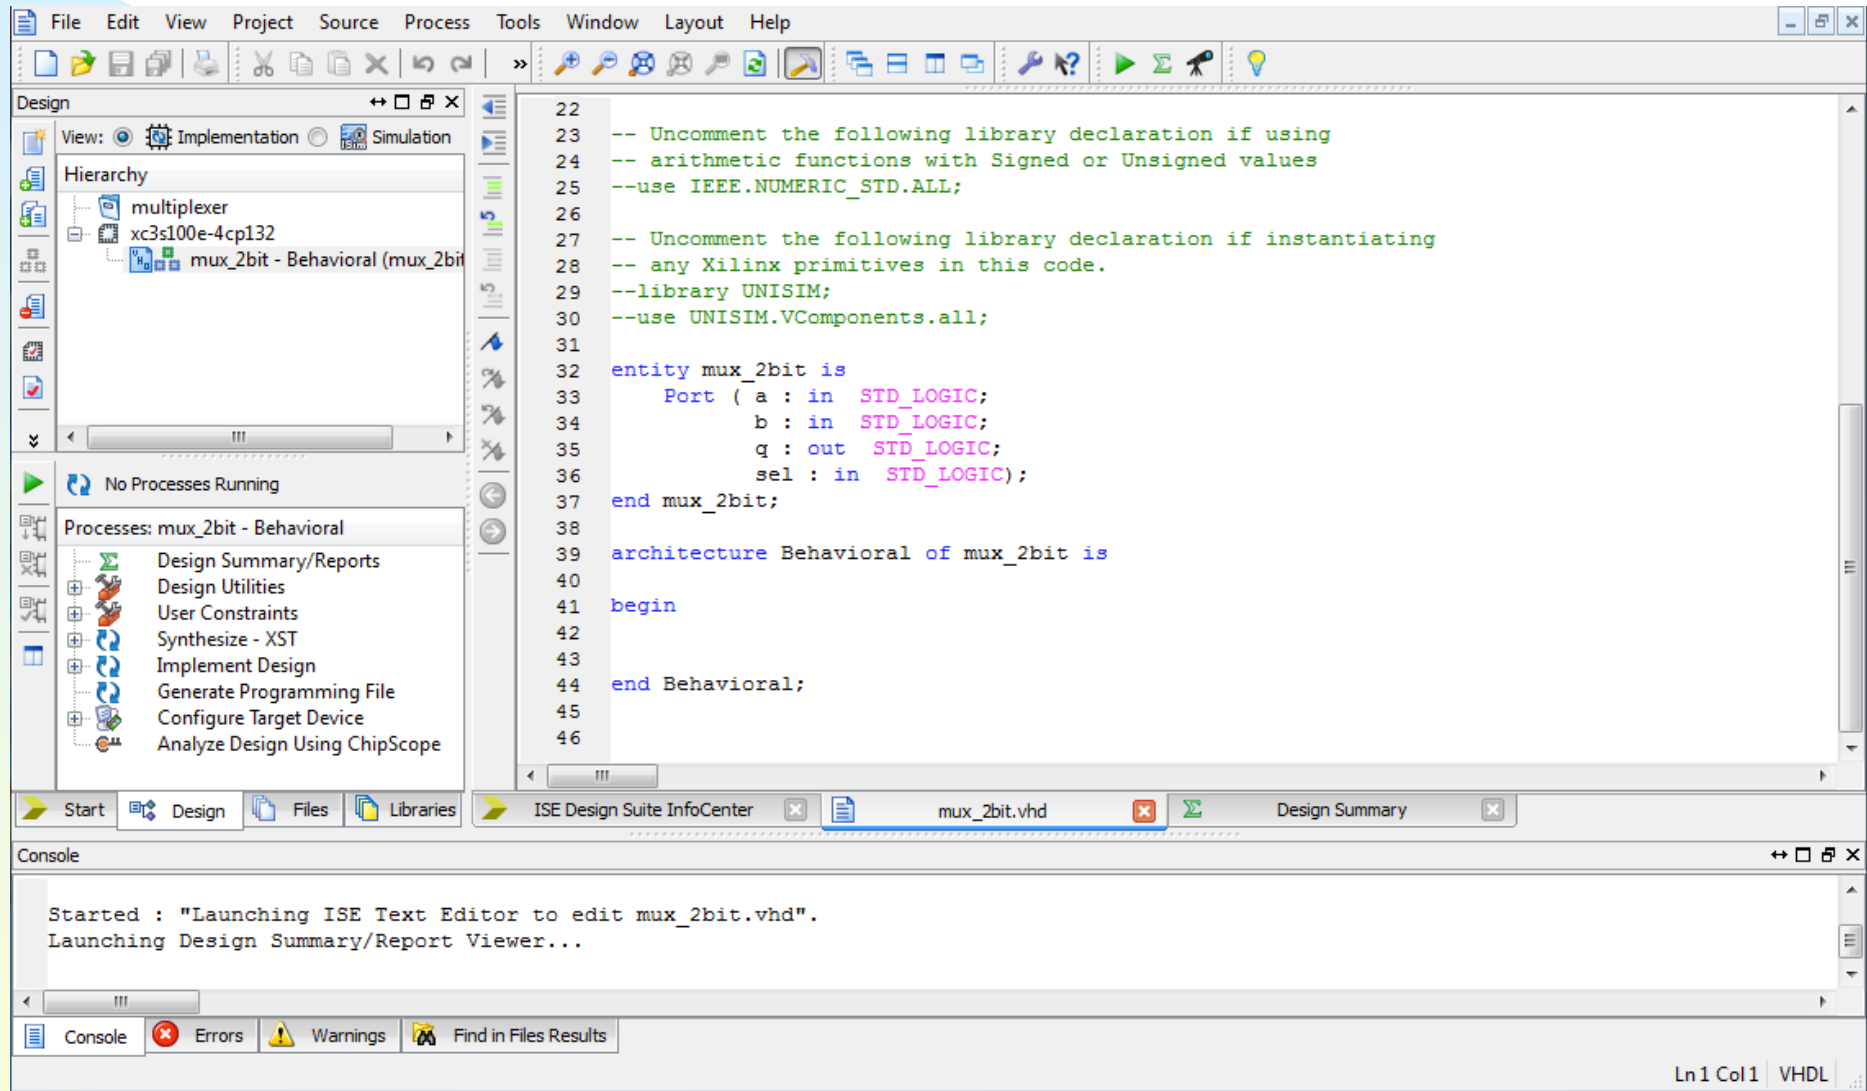 File Edit View Project Source Process Tools Window Layout Help
»
Design
View: Implementation Simulation
Hierarchy
multiplexer
xc3s100e-4cp132
mux_2bit - Behavioral (mux_2bit
No Processes Running
Processes: mux_2bit - Behavioral
Design Summary/Reports
Design Utilities
User Constraints
Synthesize - XST
Implement Design
Generate Programming File
Configure Target Device
Analyze Design Using ChipScope
Start Design Files Libraries
22
23 -- Uncomment the following library declaration if using
24 -- arithmetic functions with Signed or Unsigned values
25 --use IEEE.NUMERIC_STD.ALL;
26
27 -- Uncomment the following library declaration if instantiating
28 -- any Xilinx primitives in this code.
29 --library UNISIM;
30 --use UNISIM.VComponents.all;
31
32 entity mux_2bit is
33 Port ( a : in STD_LOGIC;
34 b : in STD_LOGIC;
35 q : out STD_LOGIC;
36 sel : in STD_LOGIC);
37 end mux_2bit;
38
39 architecture Behavioral of mux_2bit is
40
41 begin
42
43
44 end Behavioral;
45
46
ISE Design Suite InfoCenter mux_2bit.vhd Design Summary
Console
Started : "Launching ISE Text Editor to edit mux_2bit.vhd".
Launching Design Summary/Report Viewer...
Console Errors Warnings Find in Files Results
Ln 1 Col 1 VHDL